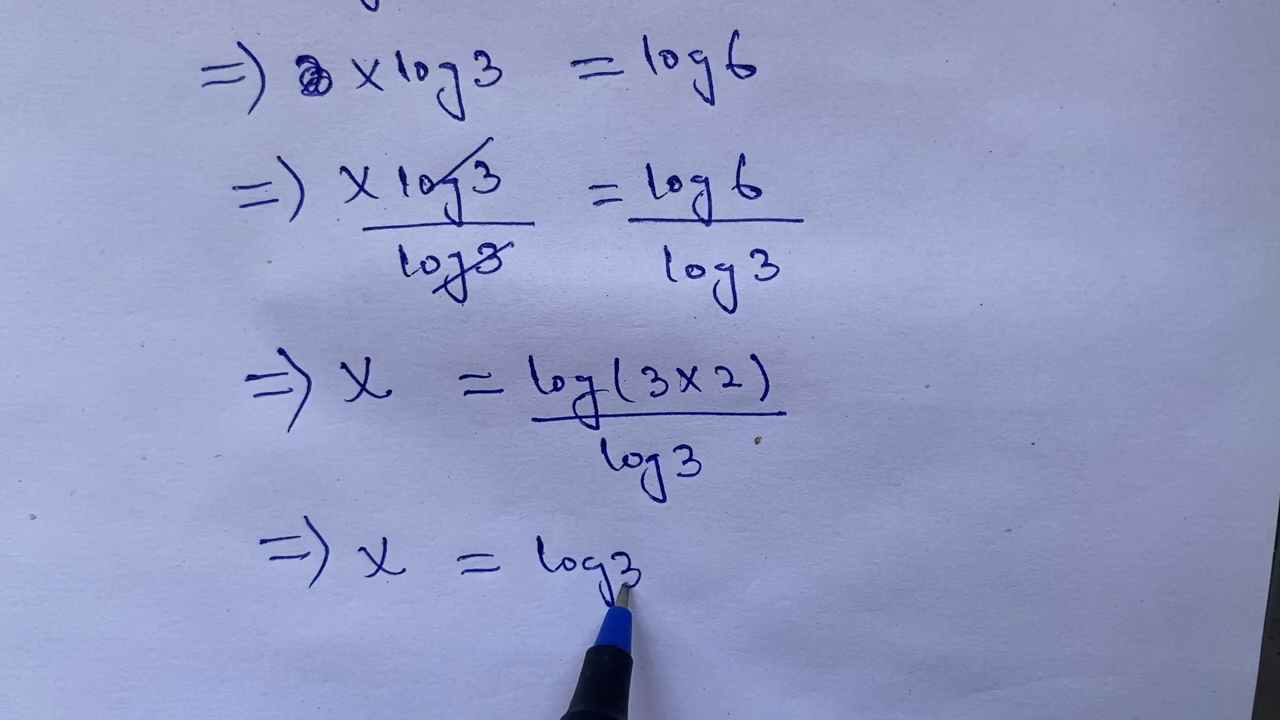 =) x log 3 = log 6
=) x log 3 / log 3 = log 6 / log 3
=) x = log (3 x 2) / log 3
=) x = log 3